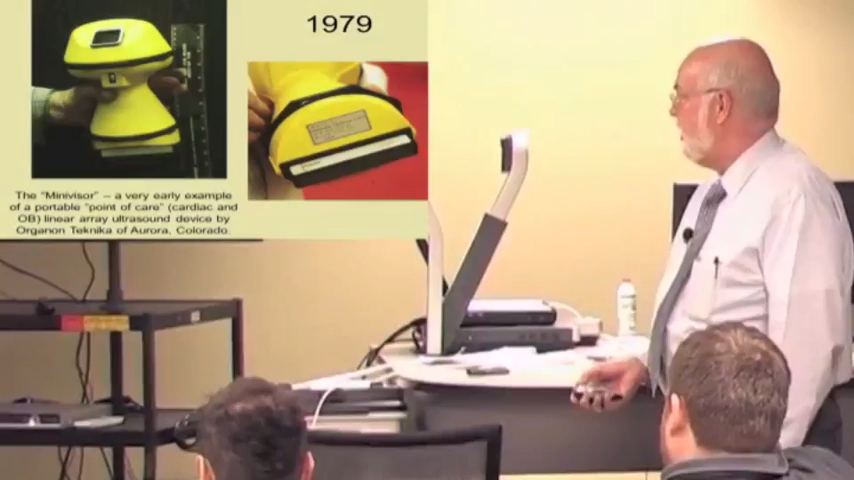 1979
The "Minivisor" – a very early example
of a portable "point of care" (cardiac and
OB) linear array ultrasound device by
Organon Teknika of Aurora, Colorado.